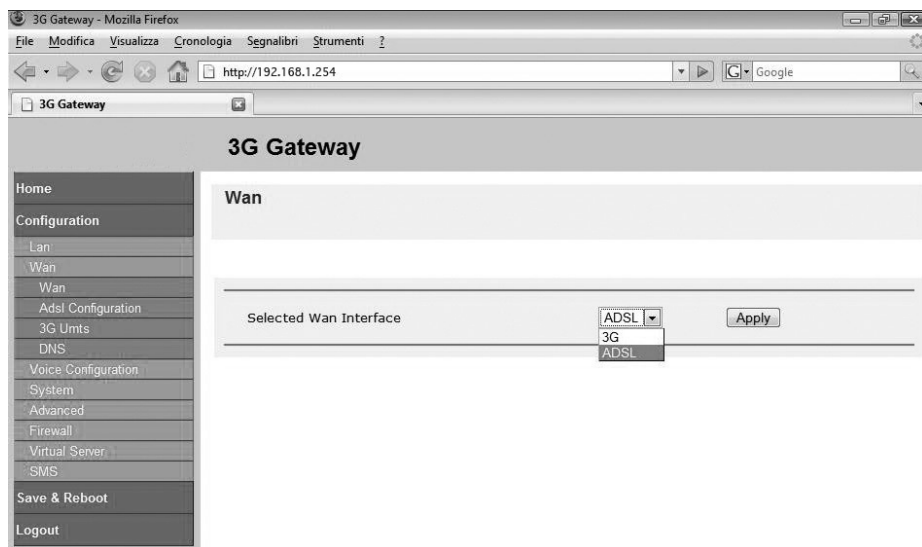 3G Gateway - Mozilla Firefox
File Modifica Visualizza Cronologia Segnalibri Strumenti ?
http://192.168.1.254
G Google
3G Gateway
3G Gateway
Home
Configuration
Lan
Wan
Wan
Adsl Configuration
3G Umts
DNS
Voice Configuration
System
Advanced
Firewall
Virtual Server
SMS
Save & Reboot
Logout
Wan
Selected Wan Interface ADSL Apply
3G
ADSL